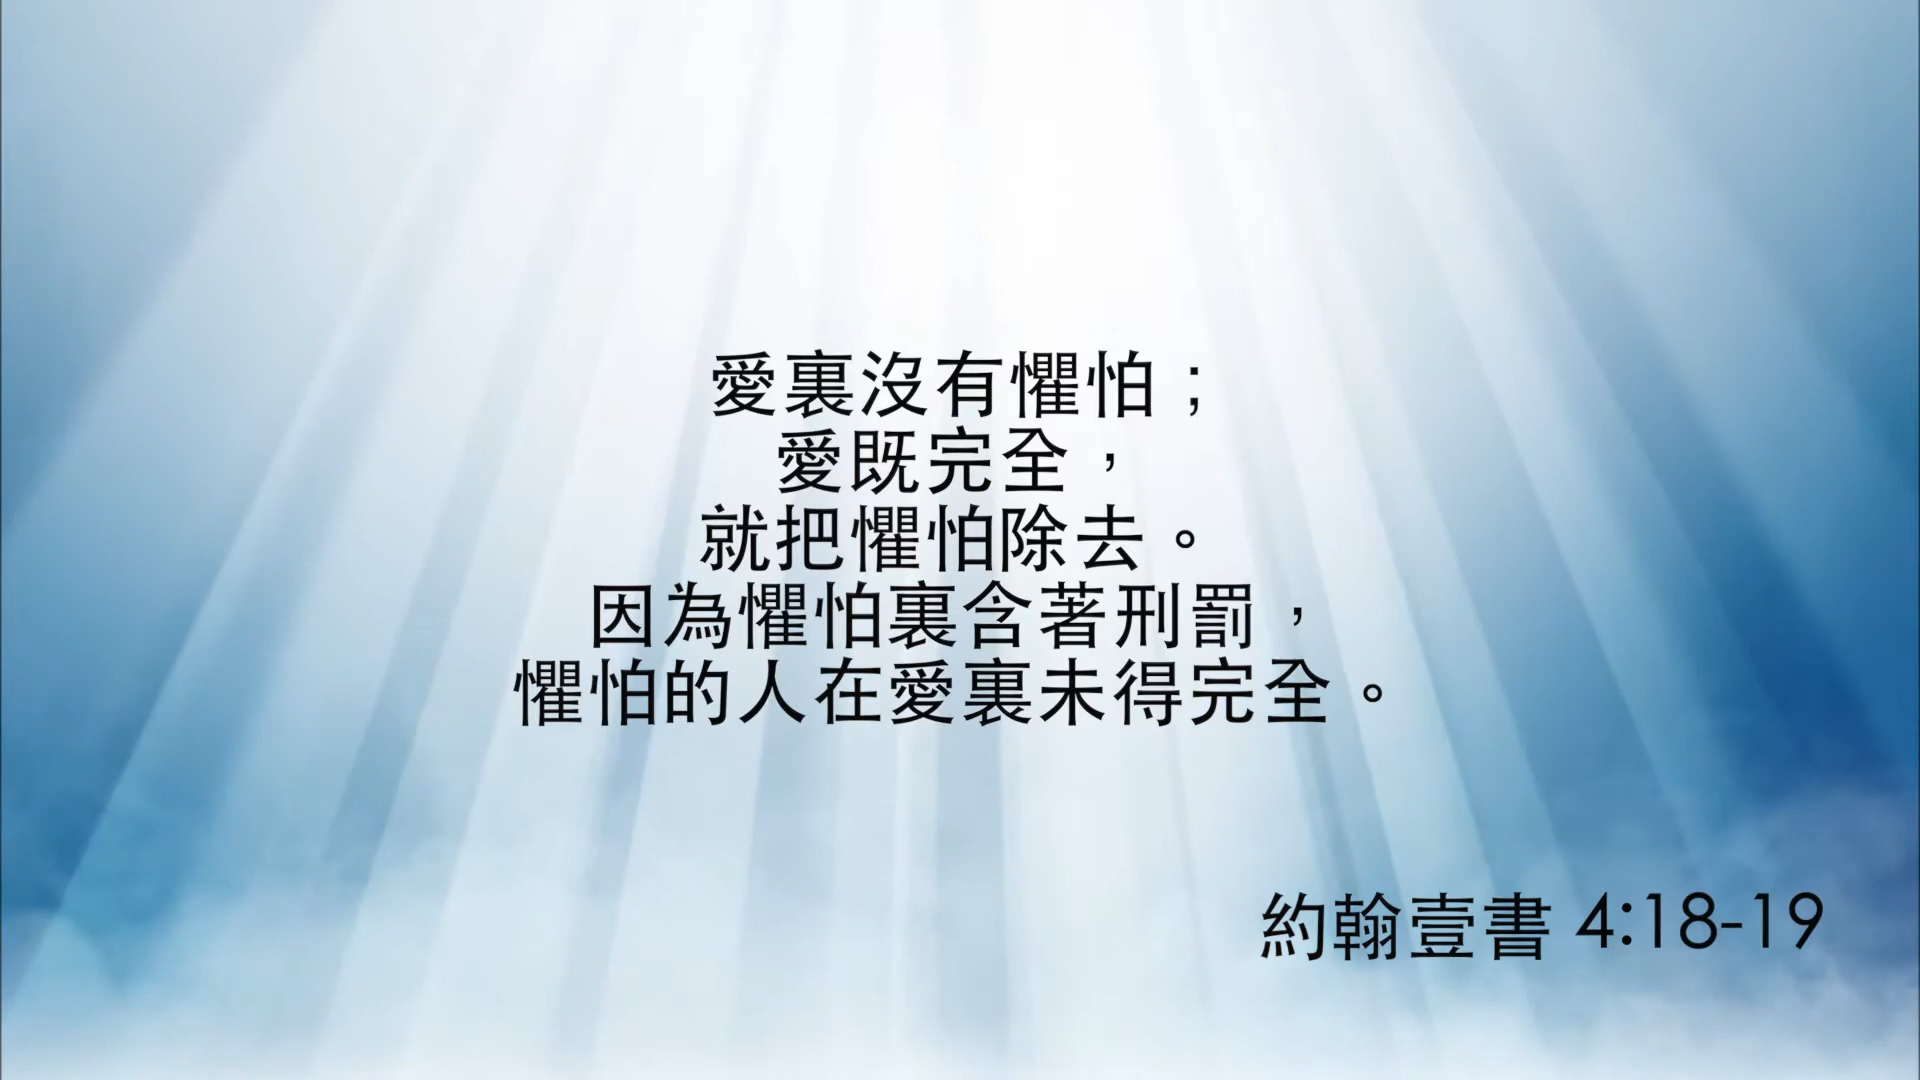 愛裏沒有懼怕；
愛既完全，
就把懼怕除去。
因為懼怕裏含著刑罰，
懼怕的人在愛裏未得完全。
約翰壹書 4:18-19